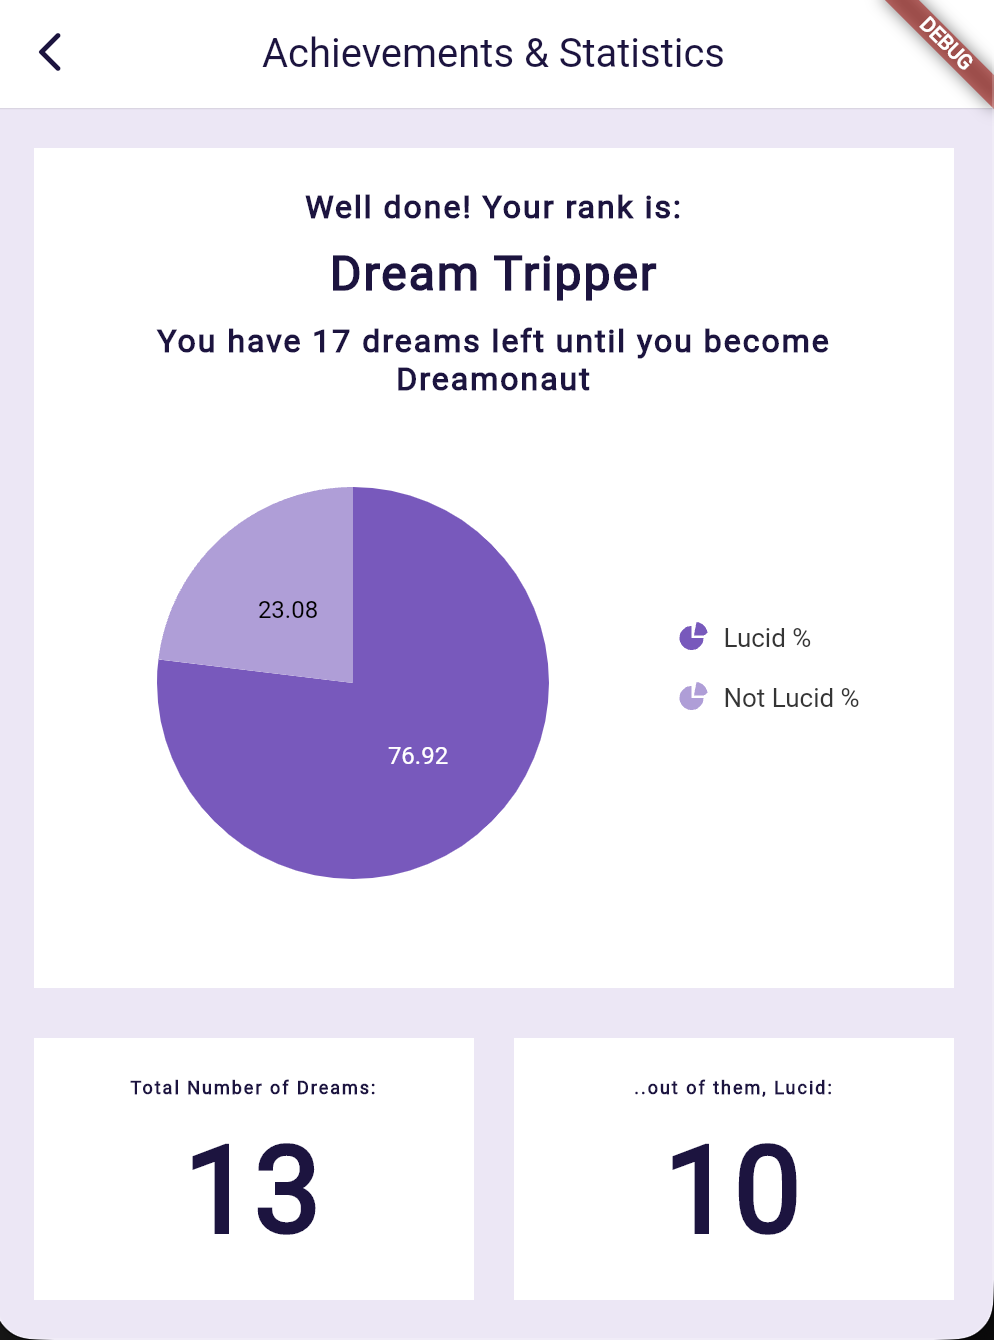 Achievements & Statistics
DEBUG
Well done! Your rank is:
Dream Tripper
You have 17 dreams left until you become
Dreamonaut
23.08
76.92
Lucid %
Not Lucid %
Total Number of Dreams:
13
..out of them, Lucid:
10